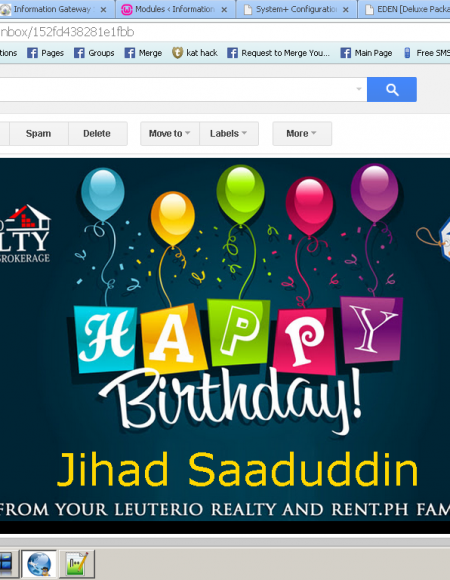 Information Gateway Modules < Information System+ Configuration EDEN [Deluxe Packa
nbox/152fd438281e1fbb
tions Pages Groups Merge kat hack Request to Merge You... Main Page Free SMS
Spam Delete Move to Labels More
LTY
BROKERAGE
HAPPY
Birthday!
Jihad Saaduddin
FROM YOUR LEUTERIO REALTY AND RENT.PH FAM